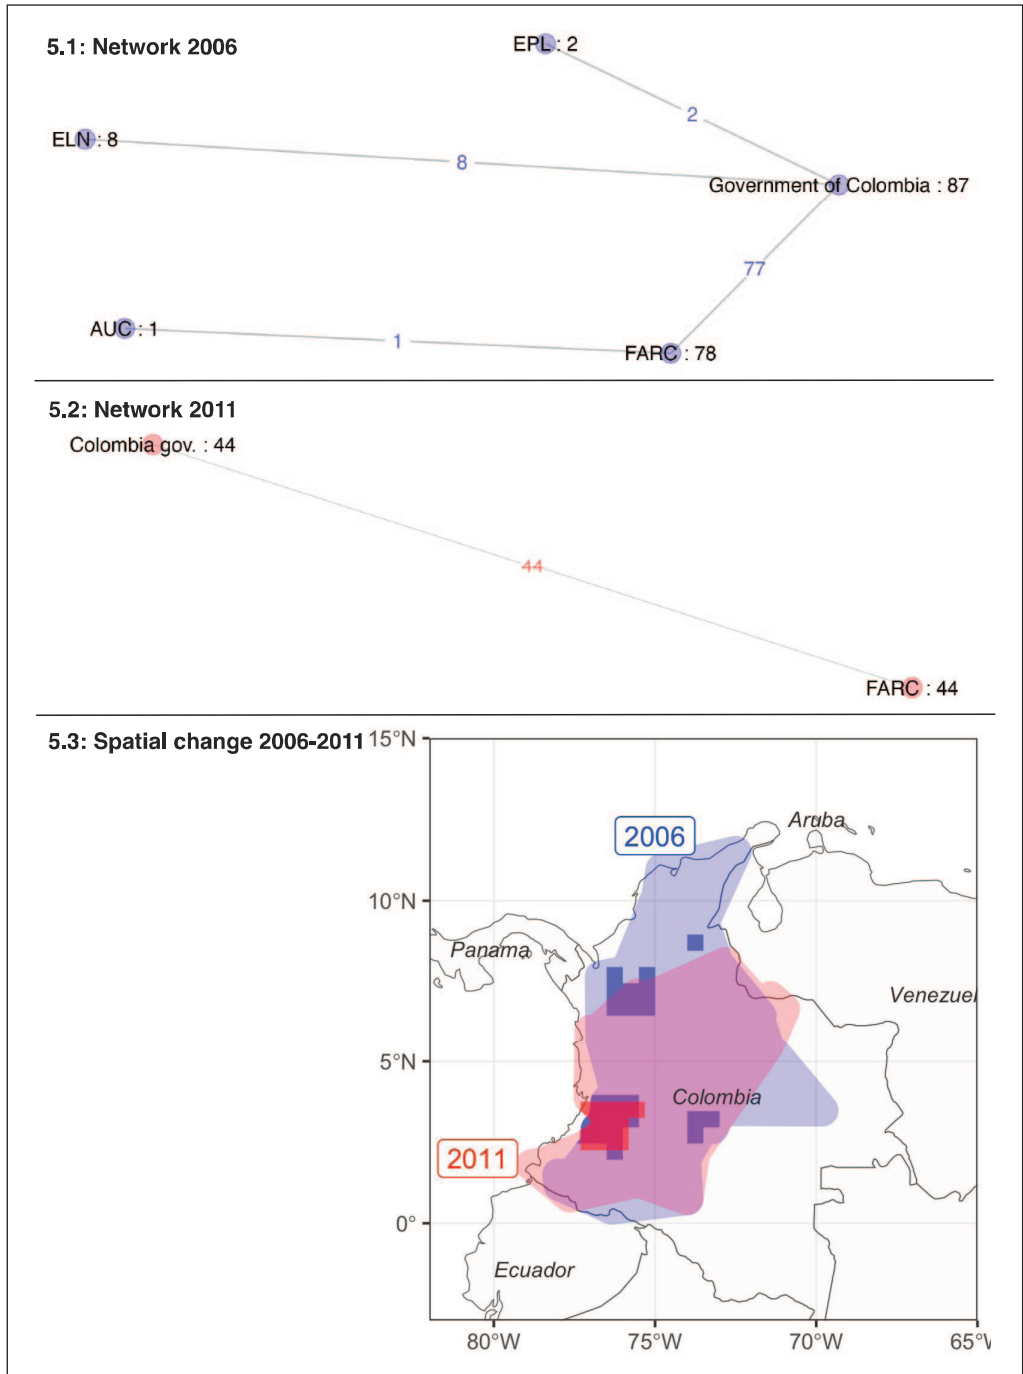 5.1: Network 2006
EPL : 2
2
ELN : 8
8
Government of Colombia : 87
77
AUC : 1
1
FARC : 78
5.2: Network 2011
Colombia gov. : 44
44
FARC : 44
5.3: Spatial change 2006-2011
15°N
2006
Aruba
10°N
Panama
Venezuel
5°N
Colombia
2011
0°
Ecuador
80°W
75°W
70°W
65°W